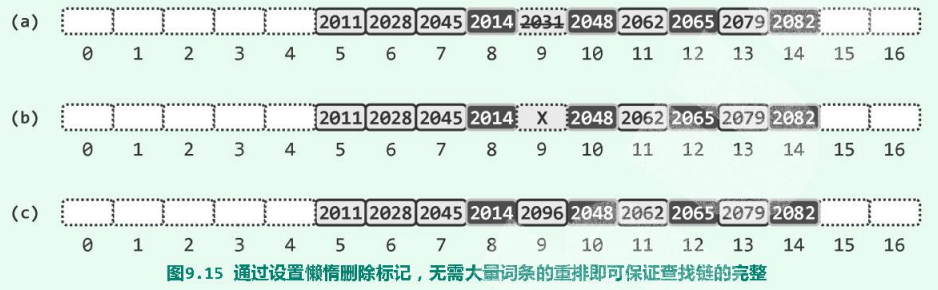 (a) 2011 2028 2045 2014 2031 2048 2062 2065 2079 2082
0 1 2 3 4 5 6 7 8 9 10 11 12 13 14 15 16
(b) 2011 2028 2045 2014 X 2048 2062 2065 2079 2082
0 1 2 3 4 5 6 7 8 9 10 11 12 13 14 15 16
(c) 2011 2028 2045 2014 2096 2048 2062 2065 2079 2082
0 1 2 3 4 5 6 7 8 9 10 11 12 13 14 15 16
图9.15 通过设置懒惰删除标记，无需大量词条的重排即可保证查找链的完整